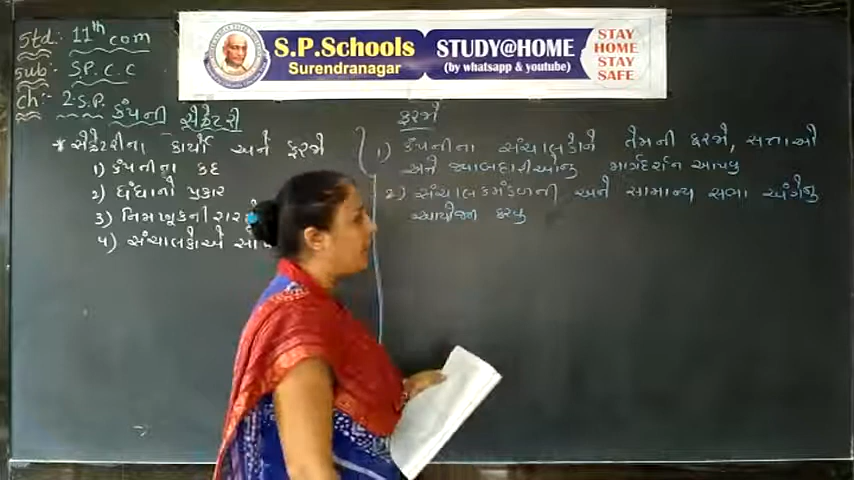 Std:- 11th com
Sub:- S.P.C.C
ch:- 2.S.P. કંપની સેક્રેટરી
S.P.Schools
Surendranagar
STUDY@HOME
(by whatsapp & youtube)
STAY
HOME
STAY
SAFE
* સેક્રેટરીના કાર્યો અને ફરજો
1) કંપનીના કદ
2) ધંધાનો પ્રકાર
3) નિમણૂકની
4) સંચાલકોએ
ફરજો
1) કંપનીના સંચાલકોને તેમની ફરજો, સત્તાઓ
અને જવાબદારીઓનુ માર્ગદર્શન આપવુ
2) સંચાલકમંડળની અને સામાન્ય સભા અંગેનુ
આયોજન કરવુ